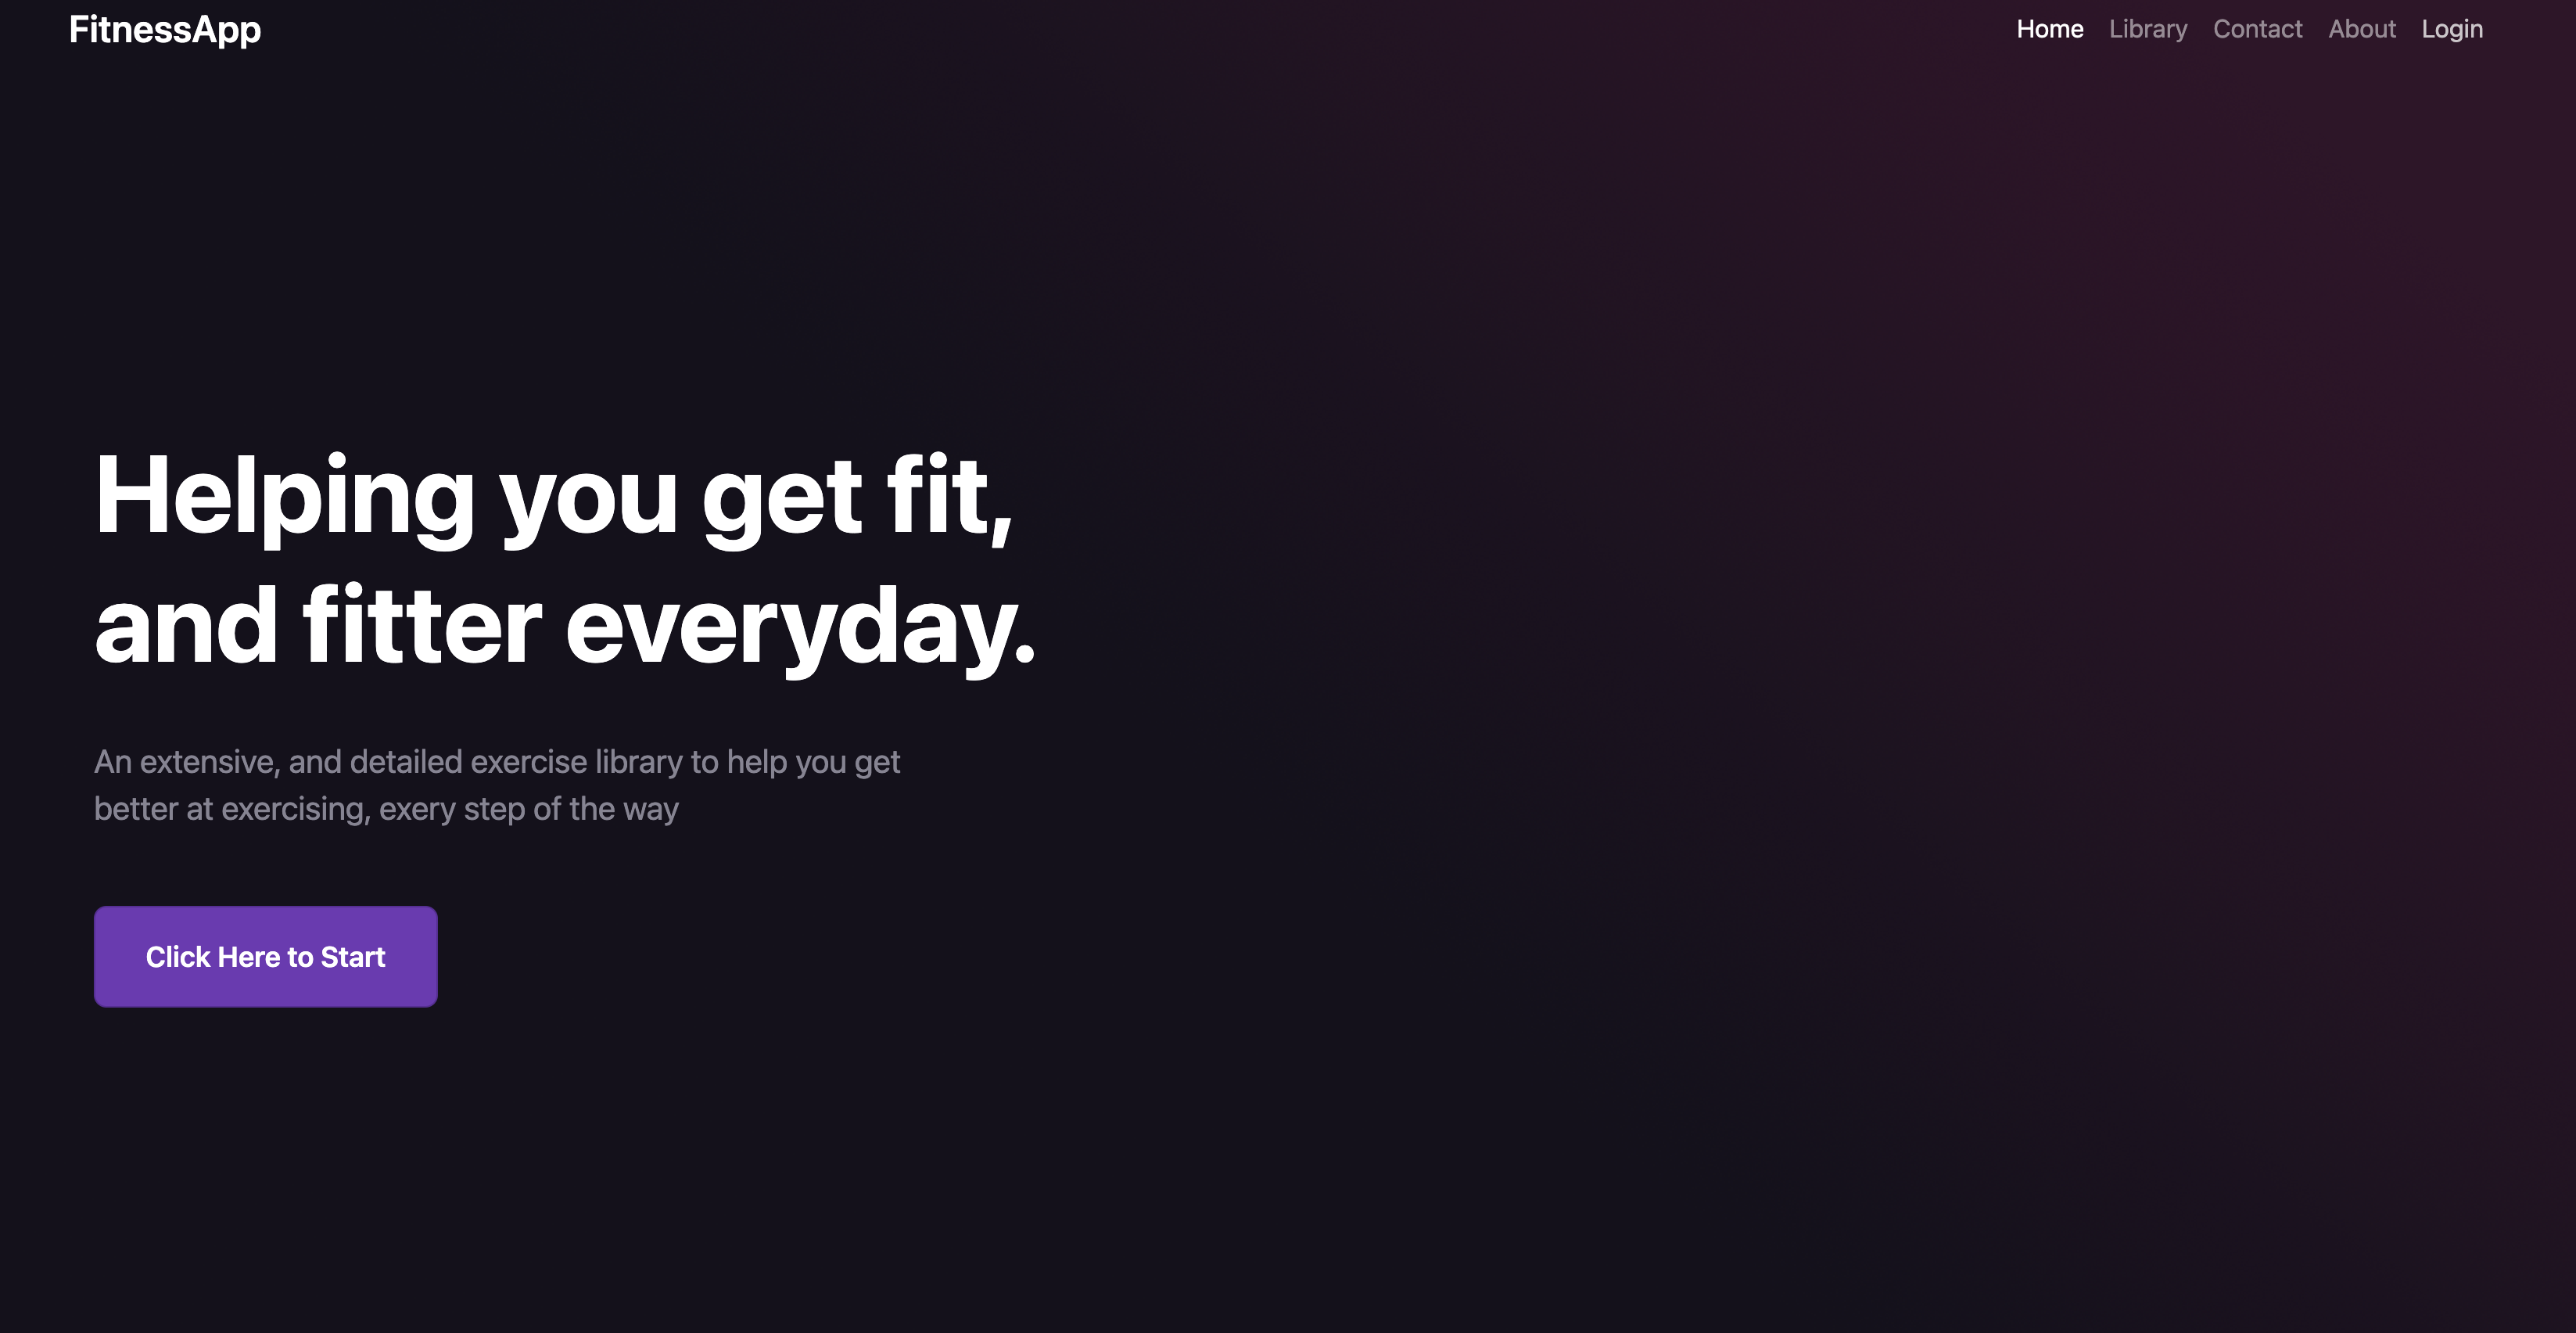 FitnessApp
Home Library Contact About Login
Helping you get fit,
and fitter everyday.
An extensive, and detailed exercise library to help you get
better at exercising, exery step of the way
Click Here to Start